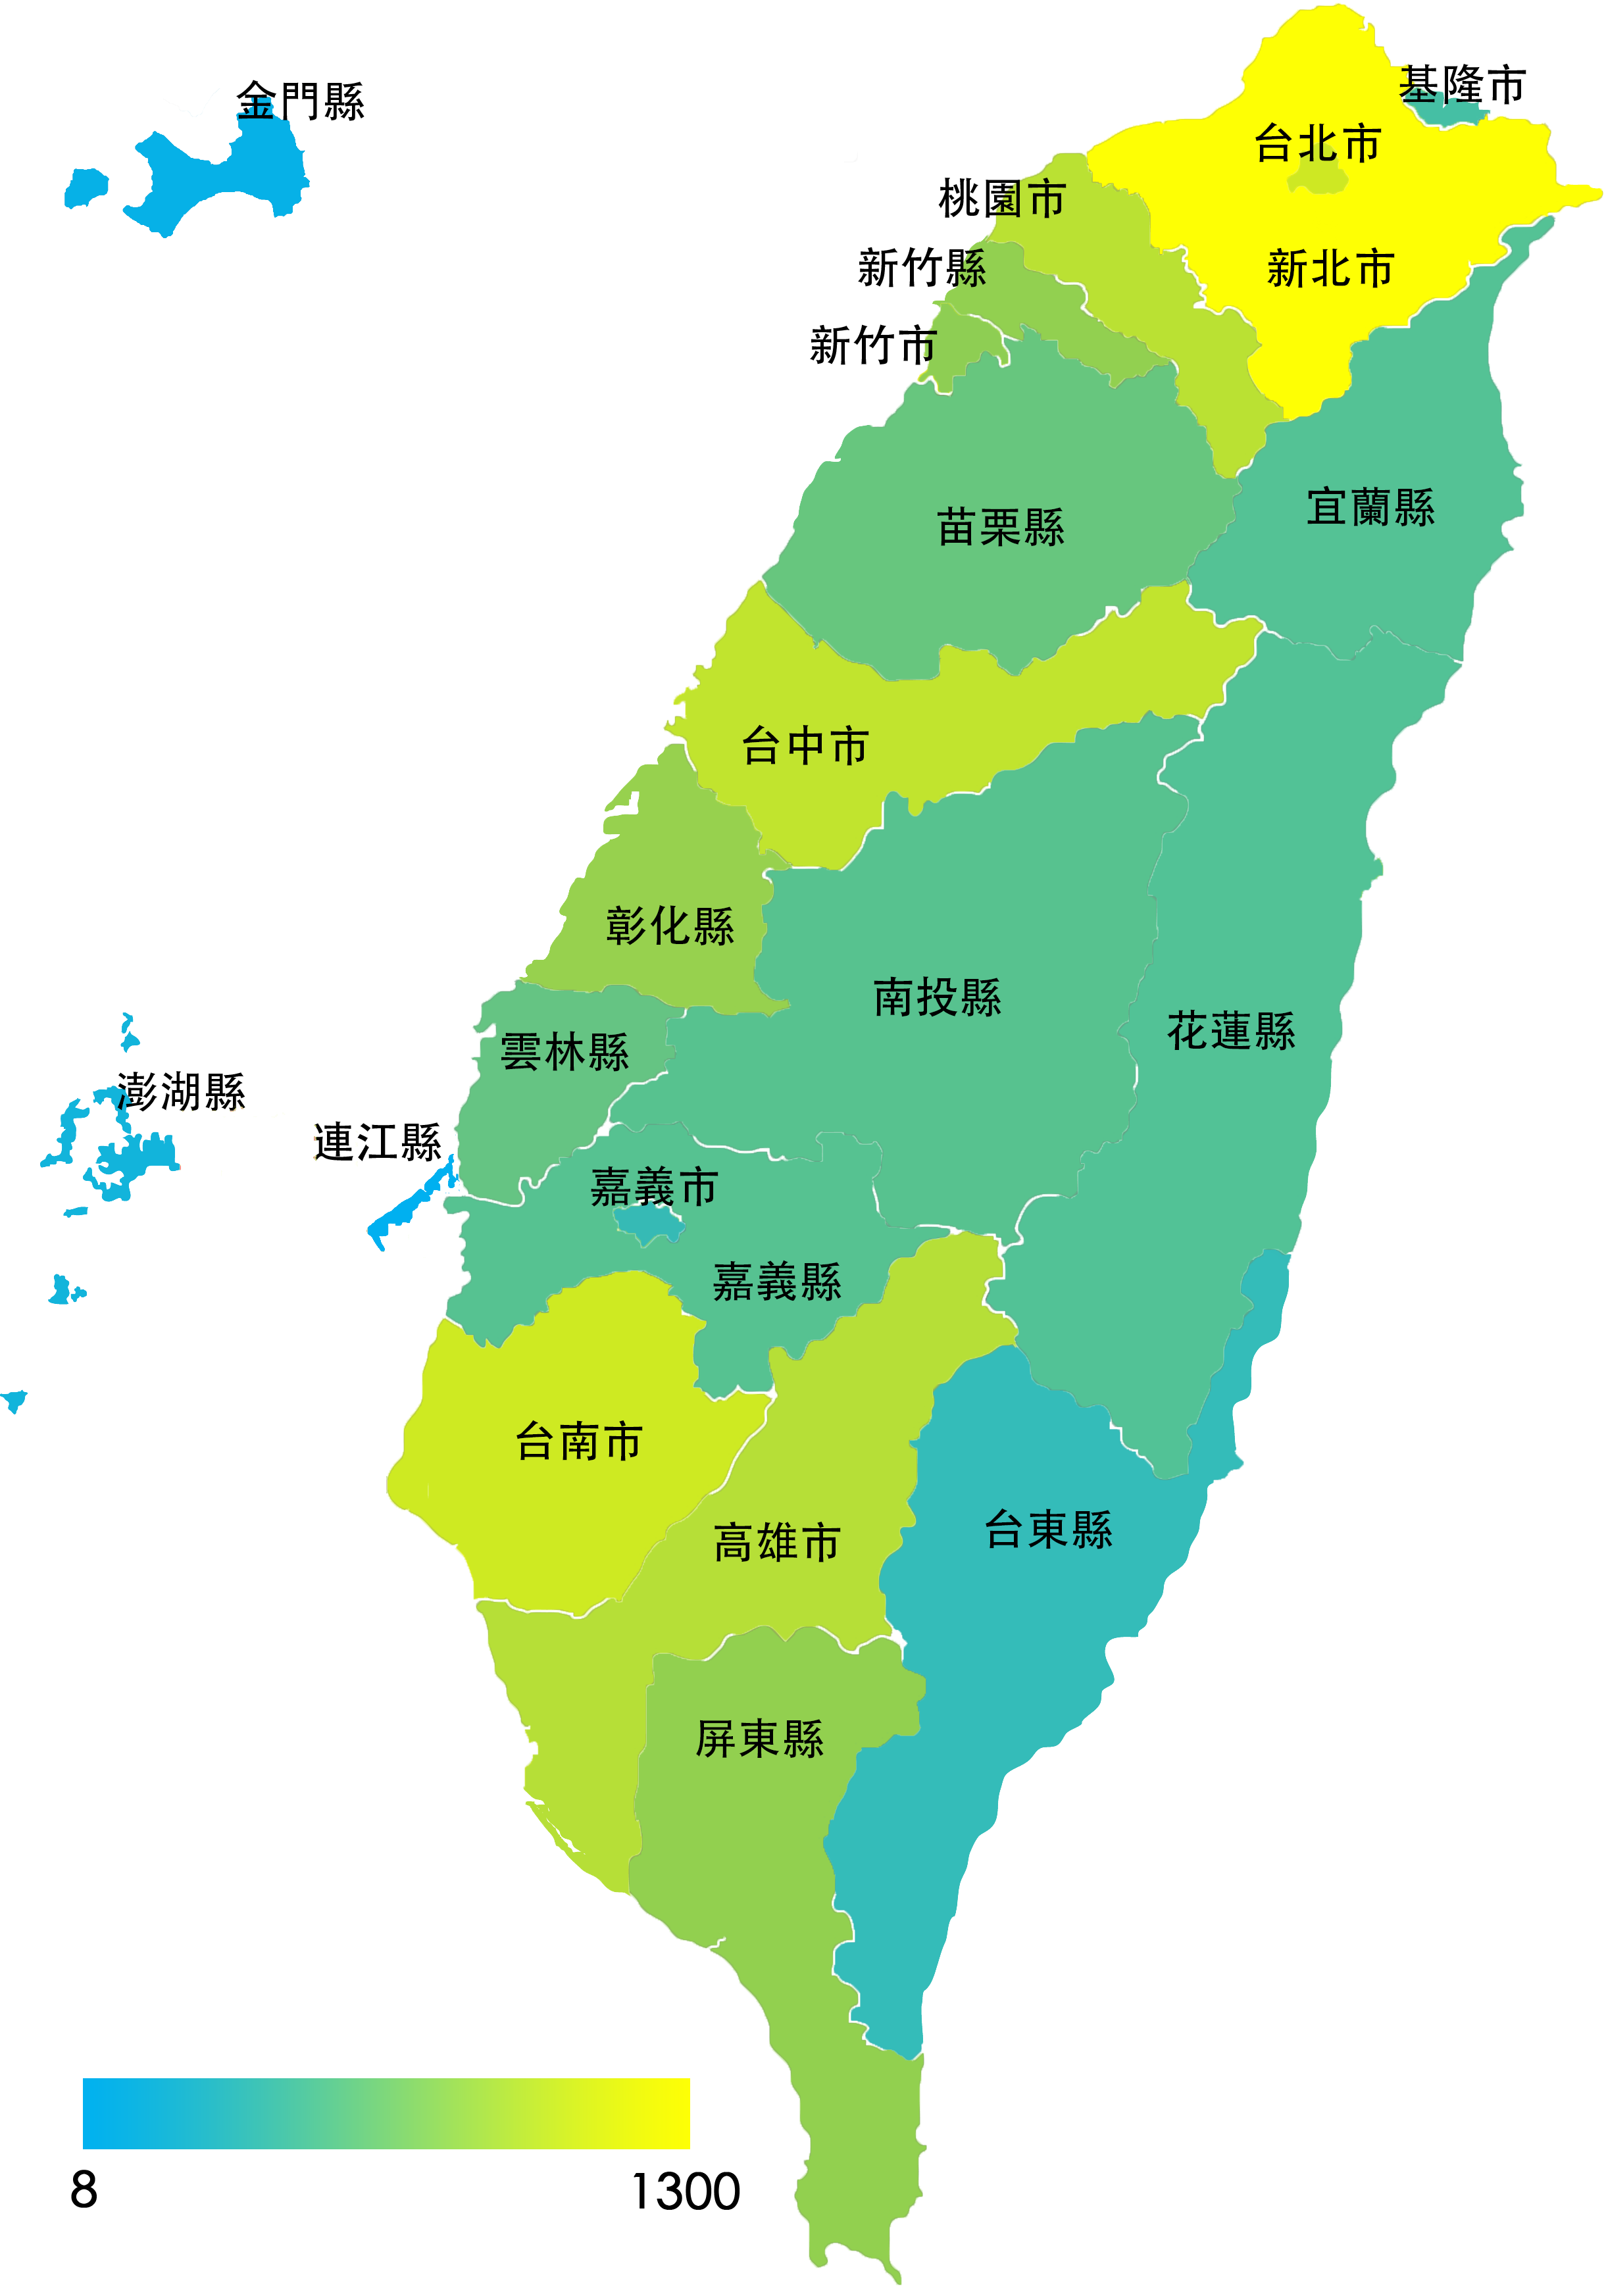 金門縣
基隆市
台北市
桃園市
新北市
新竹縣
新竹市
宜蘭縣
苗栗縣
台中市
彰化縣
南投縣
花蓮縣
雲林縣
澎湖縣
連江縣
嘉義市
嘉義縣
台南市
台東縣
高雄市
屏東縣
8
1300